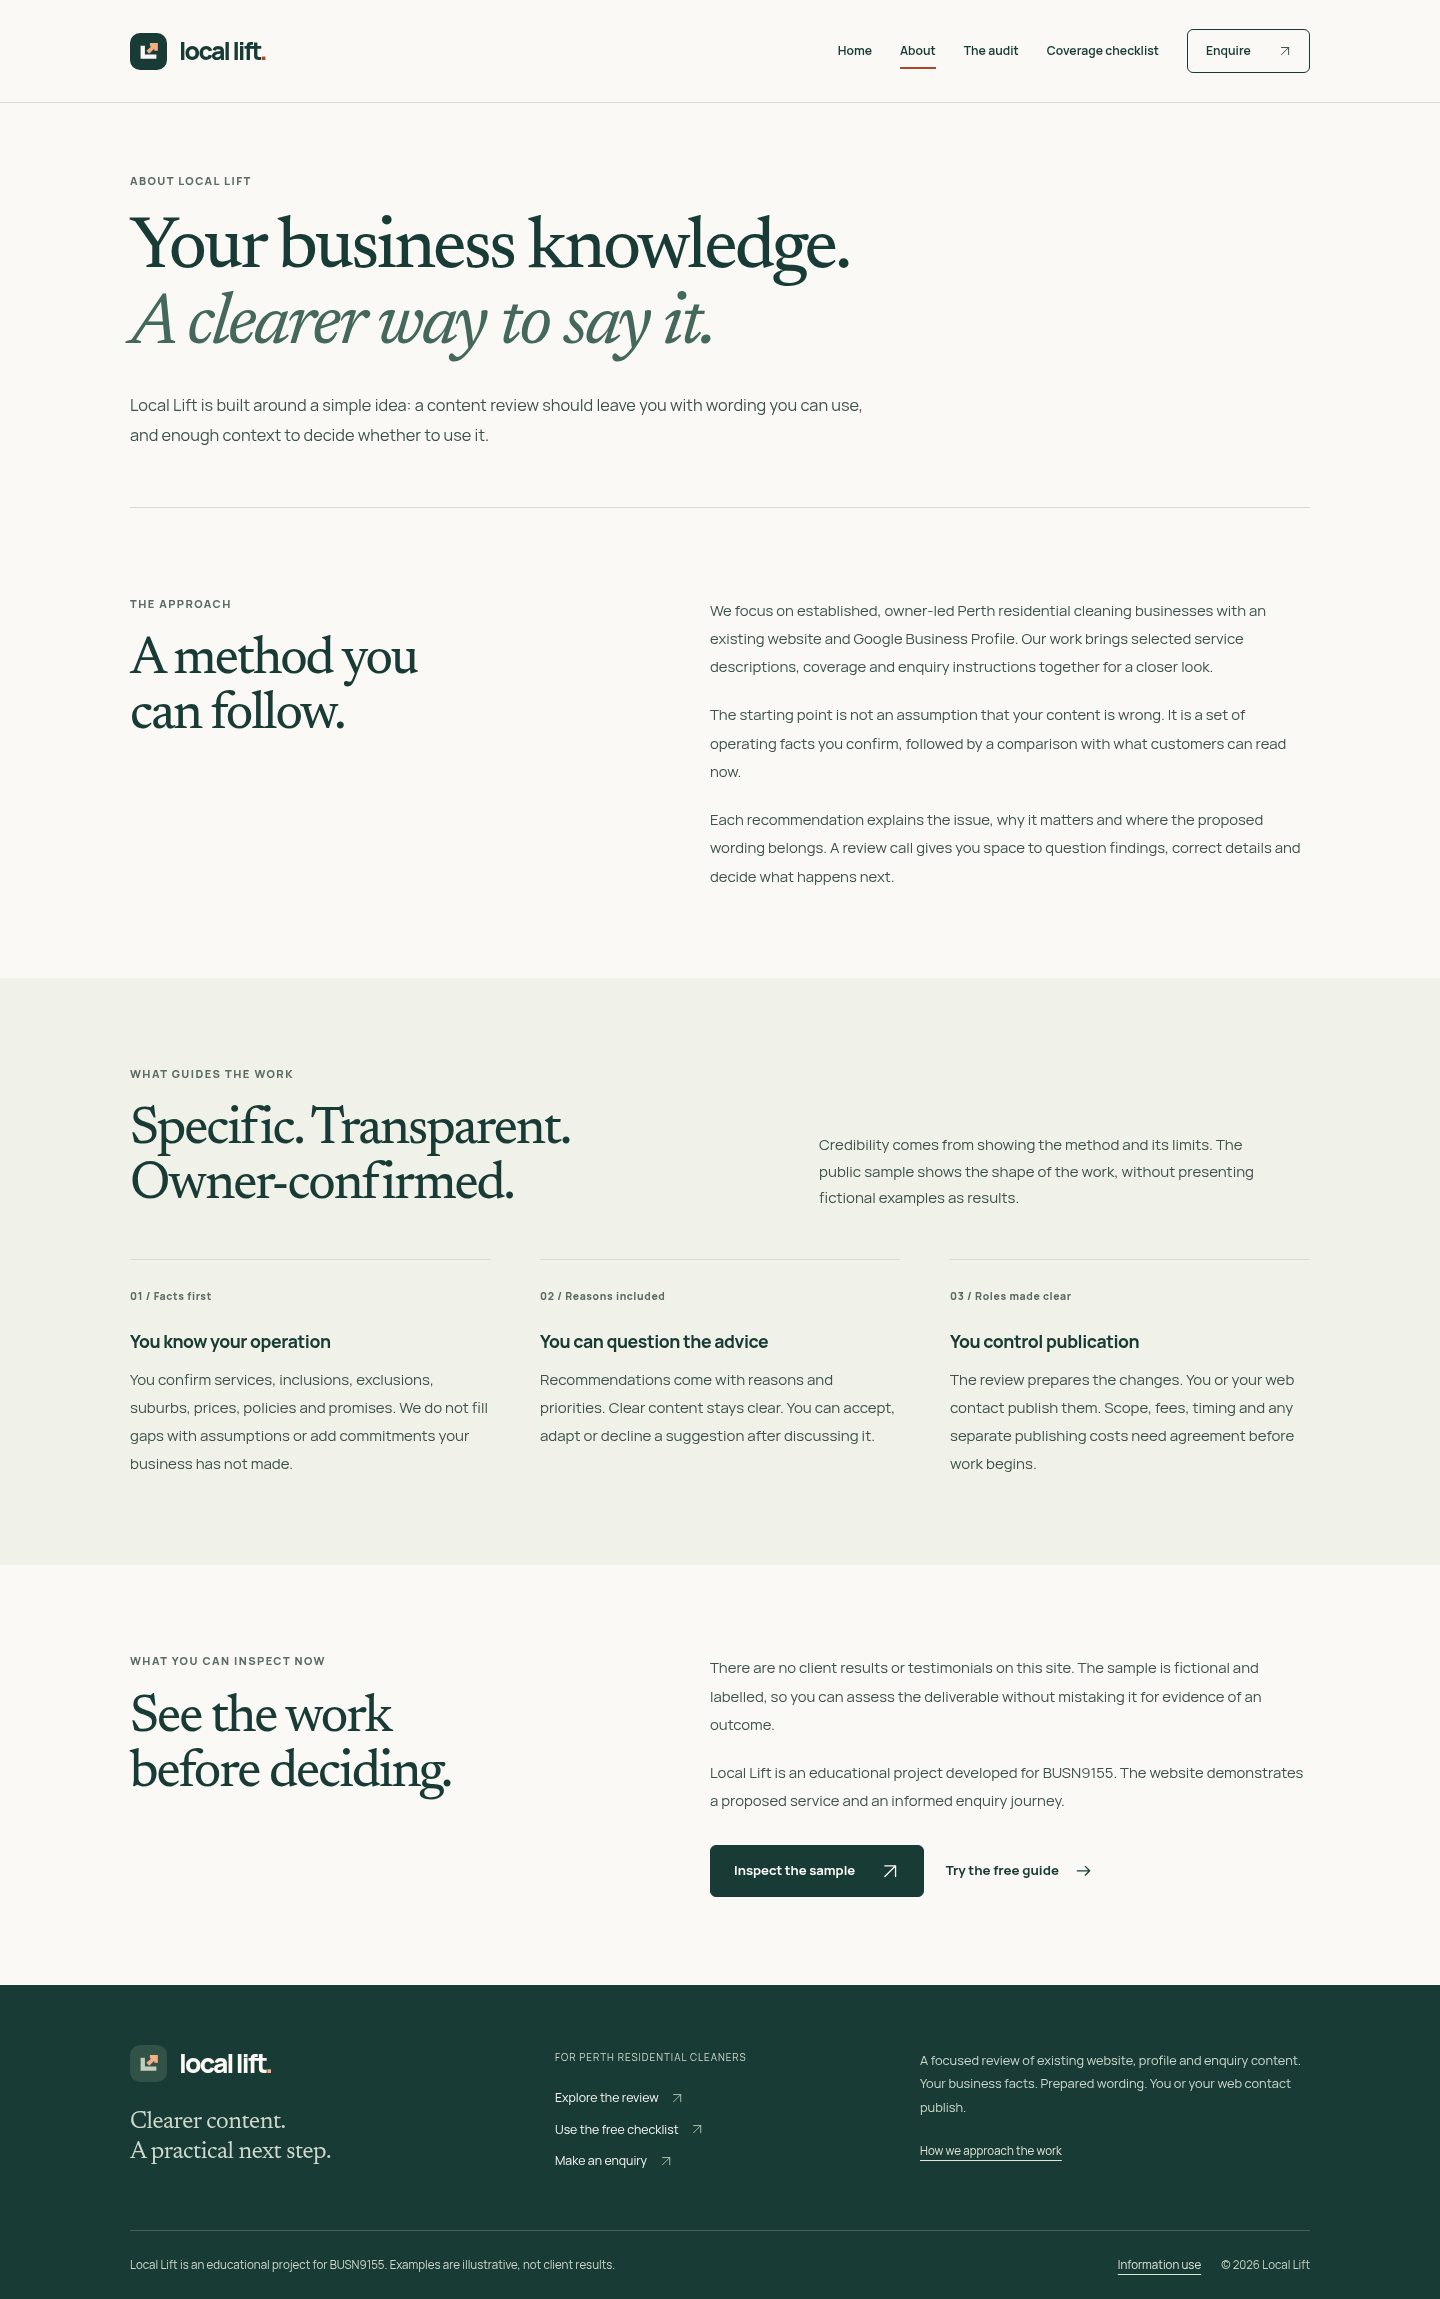 local lift.
Home About The audit Coverage checklist Enquire
ABOUT LOCAL LIFT
Your business knowledge.
A clearer way to say it.
Local Lift is built around a simple idea: a content review should leave you with wording you can use,
and enough context to decide whether to use it.
THE APPROACH
A method you
can follow.
We focus on established, owner-led Perth residential cleaning businesses with an
existing website and Google Business Profile. Our work brings selected service
descriptions, coverage and enquiry instructions together for a closer look.
The starting point is not an assumption that your content is wrong. It is a set of
operating facts you confirm, followed by a comparison with what customers can read
now.
Each recommendation explains the issue, why it matters and where the proposed
wording belongs. A review call gives you space to question findings, correct details and
decide what happens next.
WHAT GUIDES THE WORK
Specific. Transparent.
Owner-confirmed.
Credibility comes from showing the method and its limits. The
public sample shows the shape of the work, without presenting
fictional examples as results.
01 / Facts first
You know your operation
You confirm services, inclusions, exclusions,
suburbs, prices, policies and promises. We do not fill
gaps with assumptions or add commitments your
business has not made.
02 / Reasons included
You can question the advice
Recommendations come with reasons and
priorities. Clear content stays clear. You can accept,
adapt or decline a suggestion after discussing it.
03 / Roles made clear
You control publication
The review prepares the changes. You or your web
contact publish them. Scope, fees, timing and any
separate publishing costs need agreement before
work begins.
WHAT YOU CAN INSPECT NOW
See the work
before deciding.
There are no client results or testimonials on this site. The sample is fictional and
labelled, so you can assess the deliverable without mistaking it for evidence of an
outcome.
Local Lift is an educational project developed for BUSN9155. The website demonstrates
a proposed service and an informed enquiry journey.
Inspect the sample Try the free guide
local lift.
Clearer content.
A practical next step.
FOR PERTH RESIDENTIAL CLEANERS
Explore the review
Use the free checklist
Make an enquiry
A focused review of existing website, profile and enquiry content.
Your business facts. Prepared wording. You or your web contact
publish.
How we approach the work
Local Lift is an educational project for BUSN9155. Examples are illustrative, not client results.
Information use © 2026 Local Lift